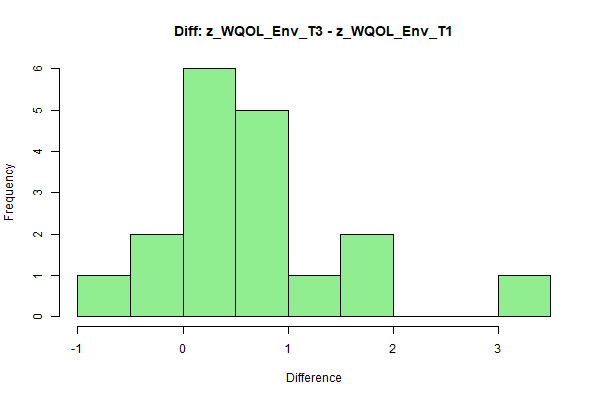 Diff: z_WQOL_Env_T3 - z_WQOL_Env_T1
Frequency
6
5
4
3
2
1
0
-1 0 1 2 3
Difference